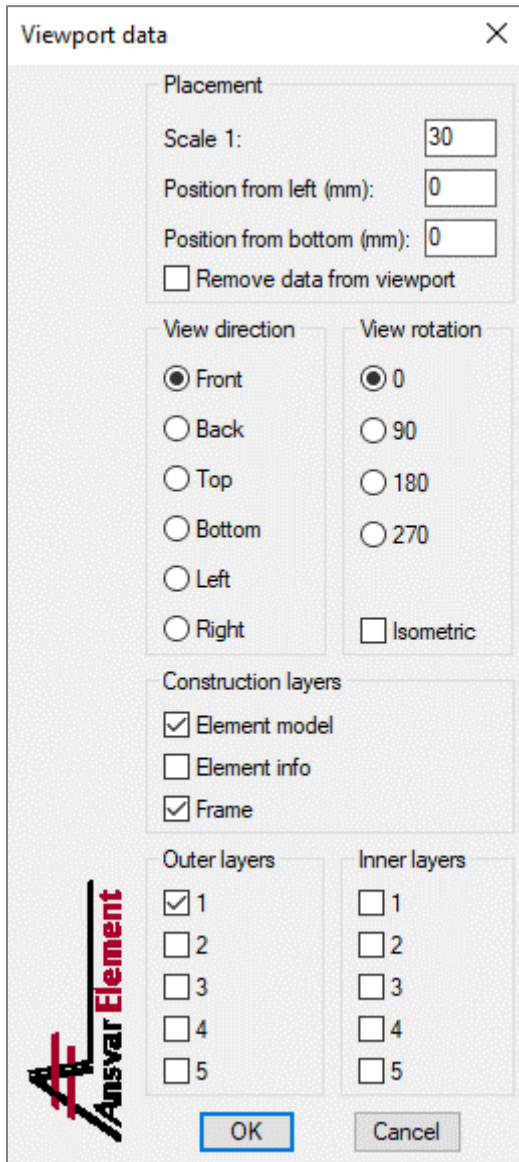 Viewport data
Placement
Scale 1:
30
Position from left (mm):
0
Position from bottom (mm):
0
Remove data from viewport
View direction
Front
Back
Top
Bottom
Left
Right
View rotation
0
90
180
270
Isometric
Construction layers
Element model
Element info
Frame
Outer layers
1
2
3
4
5
Inner layers
1
2
3
4
5
Ansvar Element
OK
Cancel